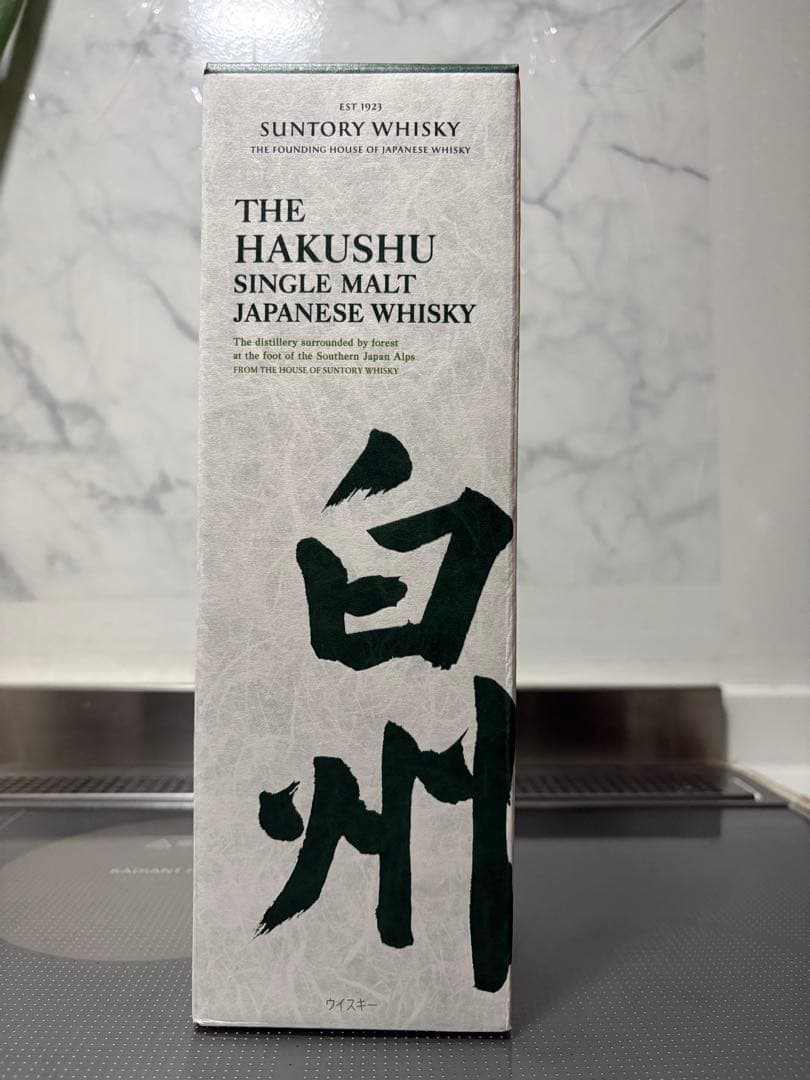 EST 1923
SUNTORY WHISKY
THE FOUNDING HOUSE OF JAPANESE WHISKY
THE
HAKUSHU
SINGLE MALT
JAPANESE WHISKY
The distillery surrounded by forest
at the foot of the Southern Japan Alps
FROM THE HOUSE OF SUNTORY WHISKY
白
州
ウイスキー
RADIANT